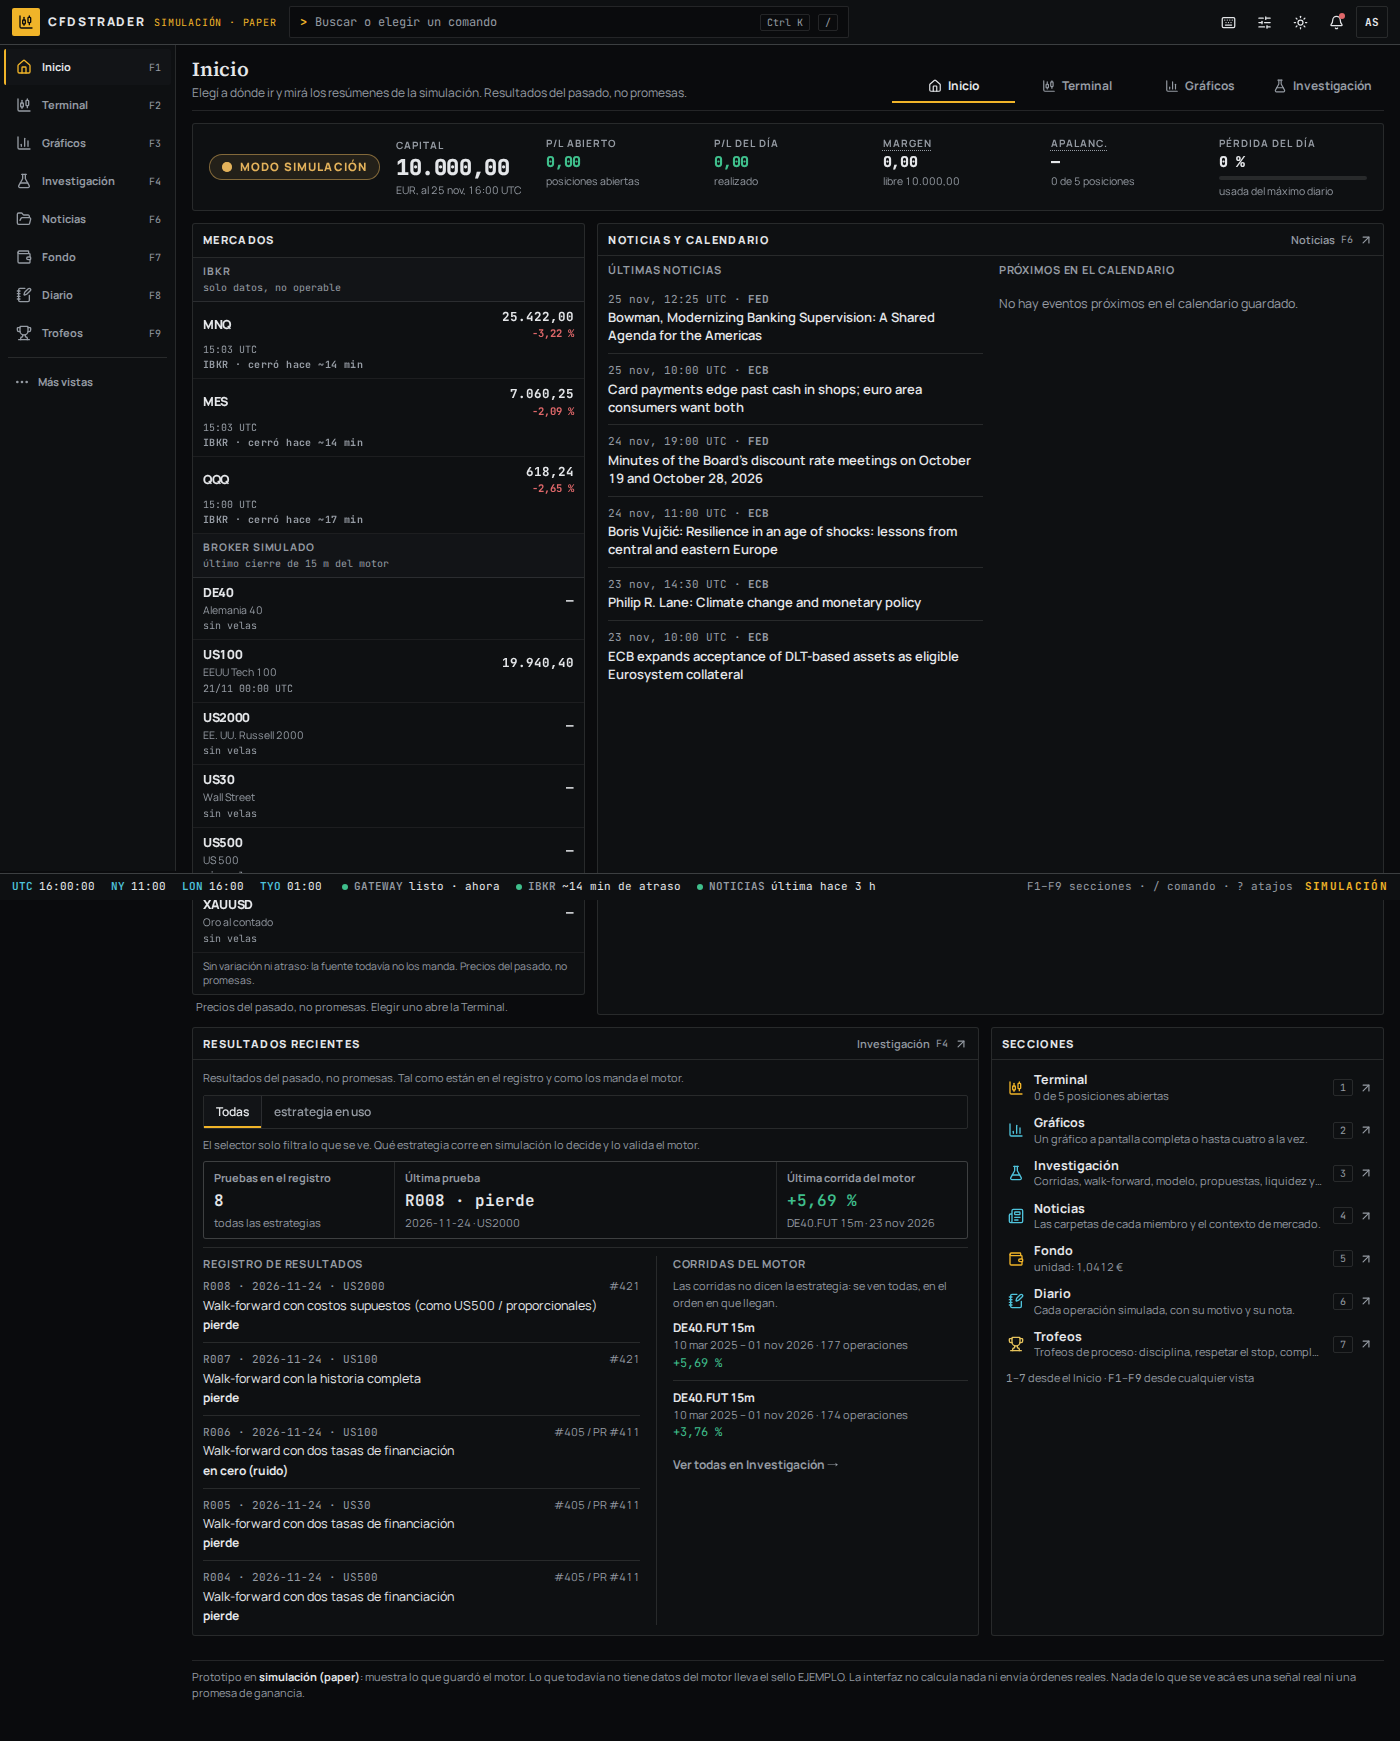 CFDSTRADER SIMULACIÓN · PAPER
> Buscar o elegir un comando Ctrl K /
AS
Inicio F1
Terminal F2
Gráficos F3
Investigación F4
Noticias F6
Fondo F7
Diario F8
Trofeos F9
Más vistas
Inicio
Elegí a dónde ir y mirá los resúmenes de la simulación. Resultados del pasado, no promesas.
Inicio Terminal Gráficos Investigación
MODO SIMULACIÓN
CAPITAL
10.000,00
EUR, al 25 nov, 16:00 UTC
P/L ABIERTO
0,00
posiciones abiertas
P/L DEL DÍA
0,00
realizado
MARGEN
0,00
libre 10.000,00
APALANC.
—
0 de 5 posiciones
PÉRDIDA DEL DÍA
0 %
usada del máximo diario
MERCADOS
IBKR
solo datos, no operable
MNQ 25.422,00
-3,22 %
15:03 UTC
IBKR · cerró hace ~14 min
MES 7.060,25
-2,09 %
15:03 UTC
IBKR · cerró hace ~14 min
QQQ 618,24
-2,65 %
15:00 UTC
IBKR · cerró hace ~17 min
BROKER SIMULADO
último cierre de 15 m del motor
DE40 —
Alemania 40
sin velas
US100 19.940,40
EEUU Tech 100
21/11 00:00 UTC
US2000 —
EE. UU. Russell 2000
sin velas
US30 —
Wall Street
sin velas
US500 —
US 500
XAUUSD —
Oro al contado
sin velas
Sin variación ni atraso: la fuente todavía no los manda. Precios del pasado, no
promesas.
Precios del pasado, no promesas. Elegir uno abre la Terminal.
NOTICIAS Y CALENDARIO Noticias F6
ÚLTIMAS NOTICIAS
25 nov, 12:25 UTC · FED
Bowman, Modernizing Banking Supervision: A Shared
Agenda for the Americas
25 nov, 10:00 UTC · ECB
Card payments edge past cash in shops; euro area
consumers want both
24 nov, 19:00 UTC · FED
Minutes of the Board's discount rate meetings on October
19 and October 28, 2026
24 nov, 11:00 UTC · ECB
Boris Vujčić: Resilience in an age of shocks: lessons from
central and eastern Europe
23 nov, 14:30 UTC · ECB
Philip R. Lane: Climate change and monetary policy
23 nov, 10:00 UTC · ECB
ECB expands acceptance of DLT-based assets as eligible
Eurosystem collateral
PRÓXIMOS EN EL CALENDARIO
No hay eventos próximos en el calendario guardado.
UTC 16:00:00 NY 11:00 LON 16:00 TYO 01:00 GATEWAY listo · ahora IBKR ~14 min de atraso NOTICIAS última hace 3 h F1–F9 secciones · / comando · ? atajos SIMULACIÓN
RESULTADOS RECIENTES Investigación F4
Resultados del pasado, no promesas. Tal como están en el registro y como los manda el motor.
Todas estrategia en uso
El selector solo filtra lo que se ve. Qué estrategia corre en simulación lo decide y lo valida el motor.
Pruebas en el registro
8
todas las estrategias
Última prueba
R008 · pierde
2026-11-24 · US2000
Última corrida del motor
+5,69 %
DE40.FUT 15m · 23 nov 2026
REGISTRO DE RESULTADOS
R008 · 2026-11-24 · US2000 #421
Walk-forward con costos supuestos (como US500 / proporcionales)
pierde
R007 · 2026-11-24 · US100 #421
Walk-forward con la historia completa
pierde
R006 · 2026-11-24 · US100 #405 / PR #411
Walk-forward con dos tasas de financiación
en cero (ruido)
R005 · 2026-11-24 · US30 #405 / PR #411
Walk-forward con dos tasas de financiación
pierde
R004 · 2026-11-24 · US500 #405 / PR #411
Walk-forward con dos tasas de financiación
pierde
CORRIDAS DEL MOTOR
Las corridas no dicen la estrategia: se ven todas, en el
orden en que llegan.
DE40.FUT 15m
10 mar 2025 – 01 nov 2026 · 177 operaciones
+5,69 %
DE40.FUT 15m
10 mar 2025 – 01 nov 2026 · 174 operaciones
+3,76 %
Ver todas en Investigación →
SECCIONES
Terminal 1
0 de 5 posiciones abiertas
Gráficos 2
Un gráfico a pantalla completa o hasta cuatro a la vez.
Investigación 3
Corridas, walk-forward, modelo, propuestas, liquidez y...
Noticias 4
Las carpetas de cada miembro y el contexto de mercado.
Fondo 5
unidad: 1,0412 €
Diario 6
Cada operación simulada, con su motivo y su nota.
Trofeos 7
Trofeos de proceso: disciplina, respetar el stop, compl...
1–7 desde el Inicio · F1–F9 desde cualquier vista
Prototipo en simulación (paper): muestra lo que guardó el motor. Lo que todavía no tiene datos del motor lleva el sello EJEMPLO. La interfaz no calcula nada ni envía órdenes reales. Nada de lo que se ve acá es una señal real ni una
promesa de ganancia.